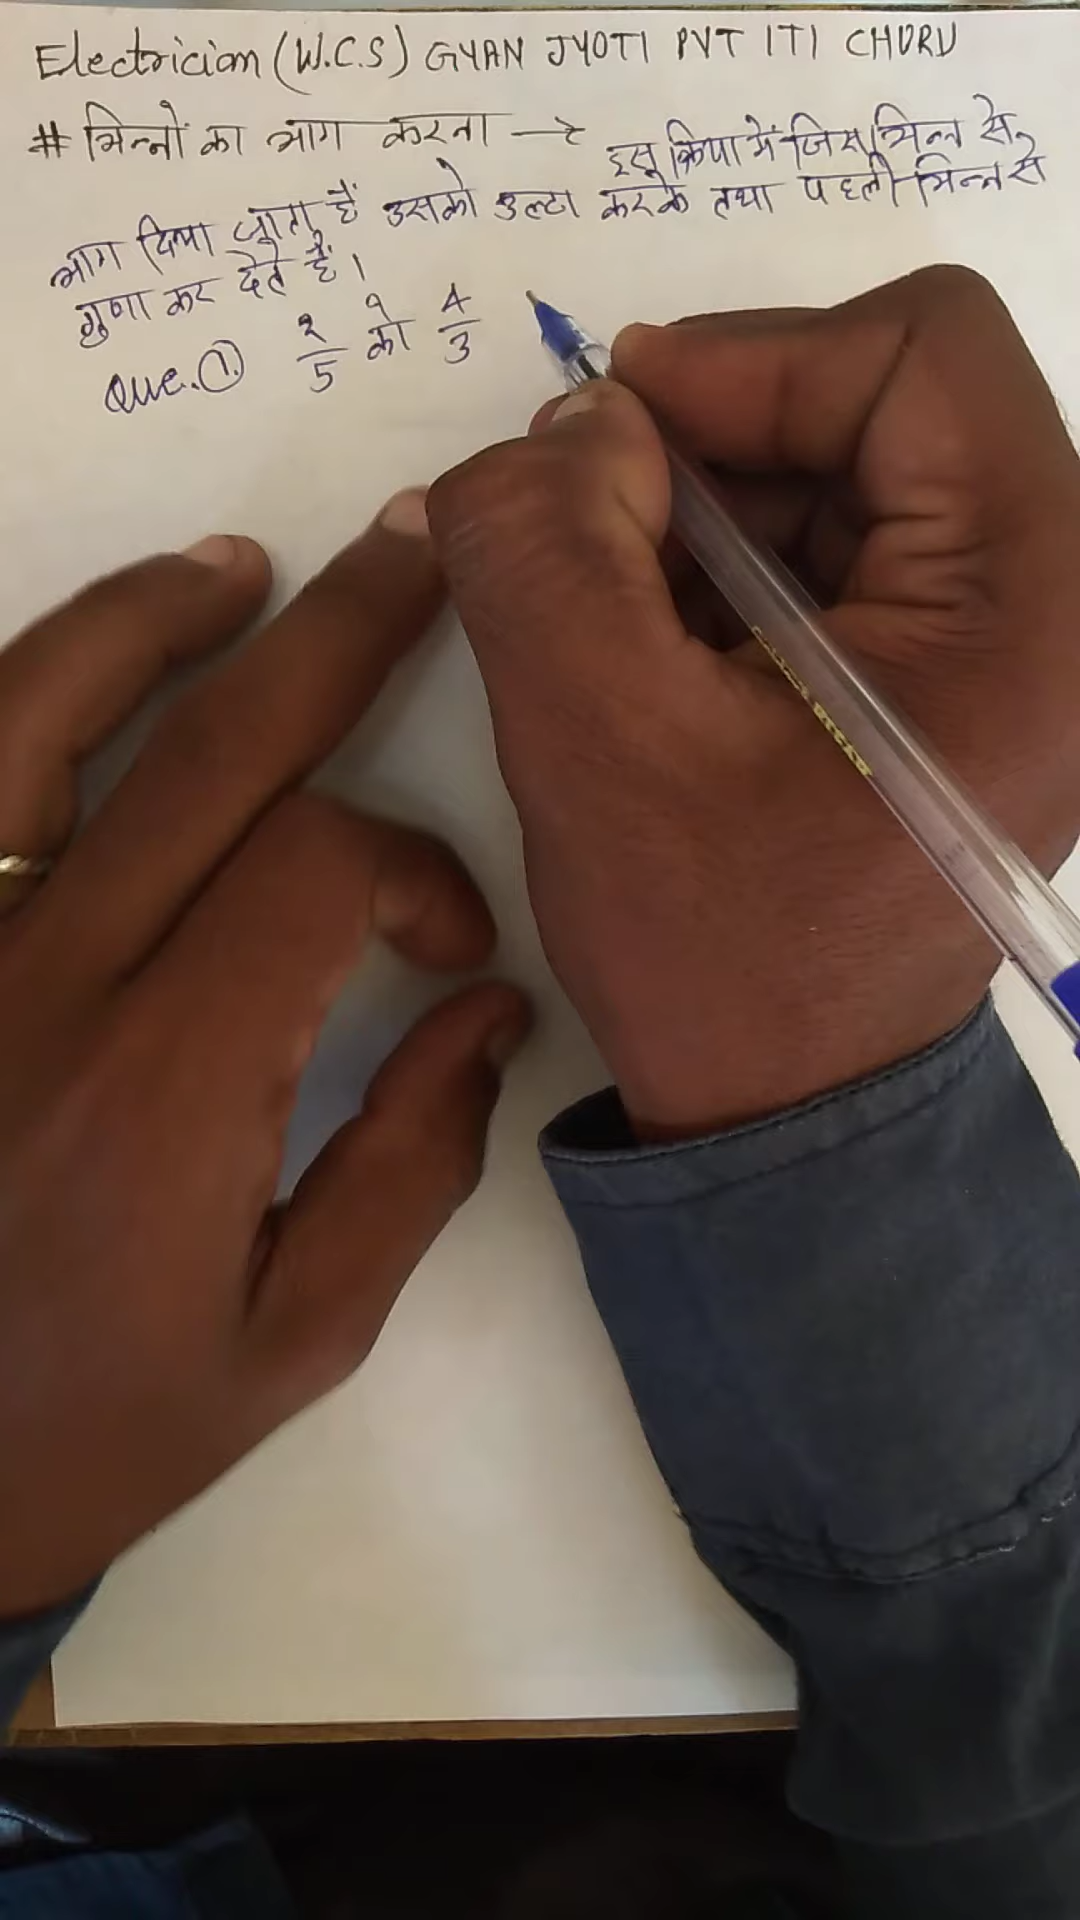 Electrician (W.C.S) GYAN JYOTI PVT ITI CHURU
# भिन्नों का भाग करना → इस क्रिया में जिस भिन्न से
भाग दिया जाता हैं उसको उल्टा करके तथा पहली भिन्न से
गुणा कर देते हैं।
Que. ①. 2/5 को 4/3